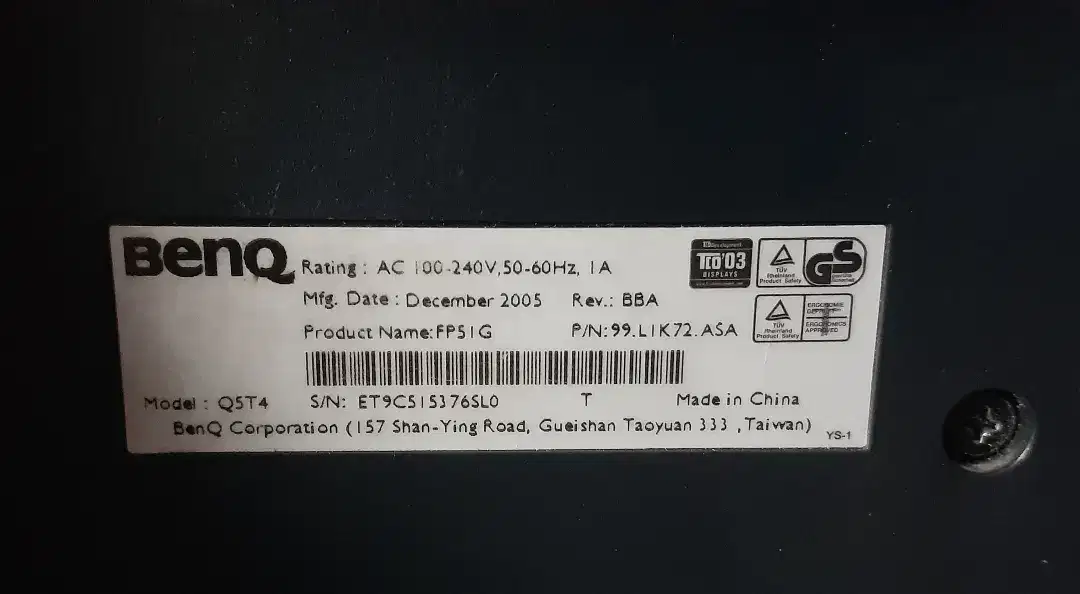 BenQ
Rating : AC 100-240V,50-60Hz, 1A
Mfg. Date : December 2005 Rev.: BBA
Product Name:FP51G P/N:99.L1K72.ASA
Model : Q5T4 S/N: ET9C515376SL0 T Made in China
BenQ Corporation (157 Shan-Ying Road, Gueishan Taoyuan 333 ,Taiwan)
YS-1
TCO'03
DISPLAYS
TÜV
Rheinland
Product Safety
GS
TÜV
Rheinland
Product Safety
ERGONOMIE
GEPRÜFT
ERGONOMICS
APPROVED